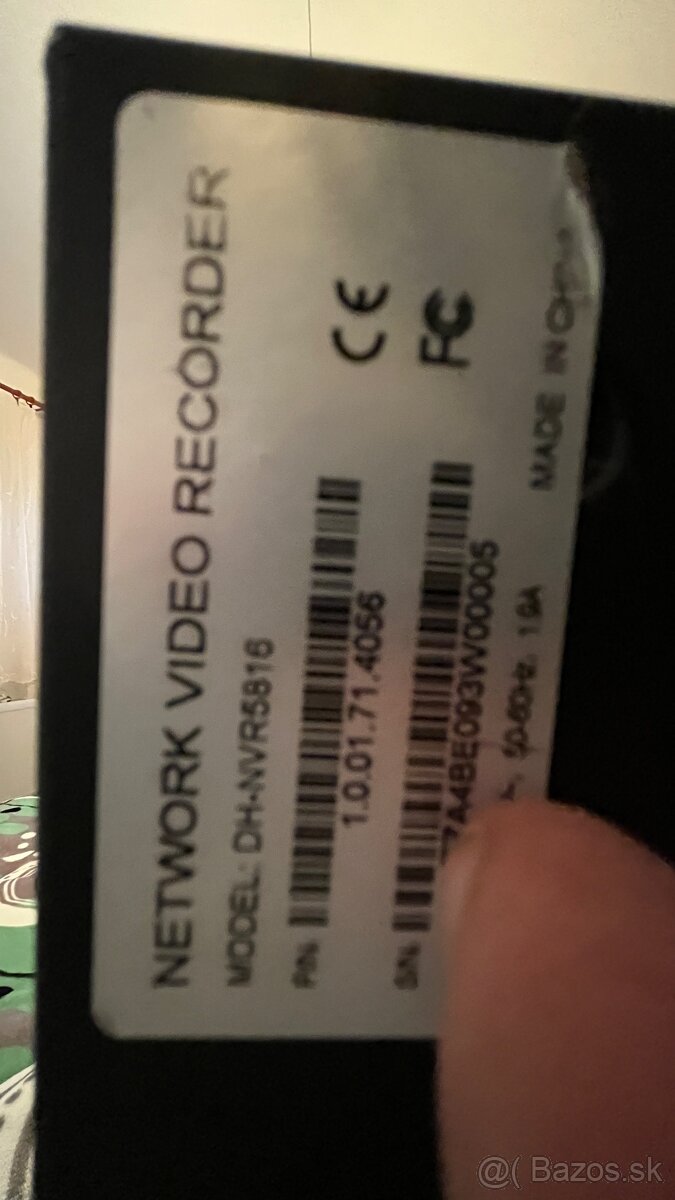 NETWORK VIDEO RECORDER
MODEL: DH-NVR5816
CE FC
P/N:
1.0.01.71.4056
S/N:
7A4BE093W00005
50-60Hz, 1.9A
MADE IN
@( Bazos.sk